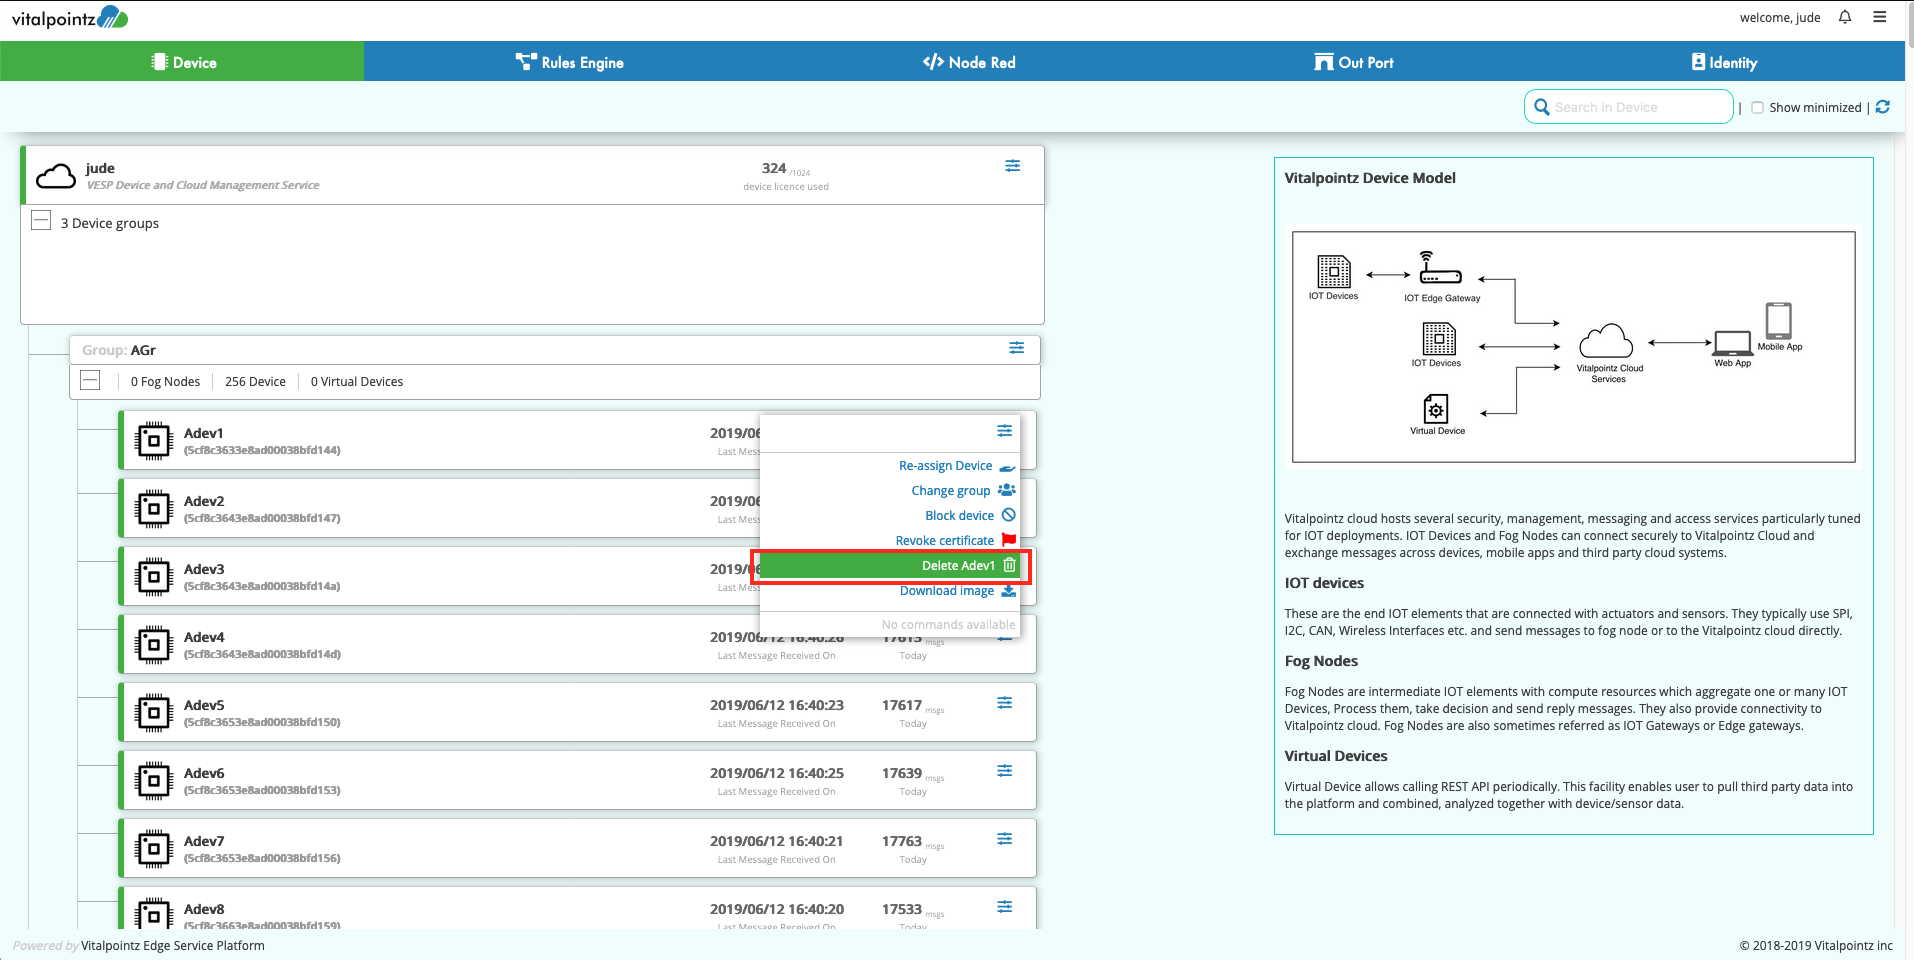 vitalpointz
welcome, jude
Device
Rules Engine
Node Red
Out Port
Identity
Search in Device
| Show minimized |
jude
VESP Device and Cloud Management Service
324 /1024
device licence used
3 Device groups
Group: AGr
0 Fog Nodes | 256 Device | 0 Virtual Devices
Adev1
(5cf8c3633e8ad00038bfd144)
2019/06
Last Mess
Adev2
(5cf8c3643e8ad00038bfd147)
2019/06
Last Mess
Adev3
(5cf8c3643e8ad00038bfd14a)
2019/06
Last Mess
Re-assign Device
Change group
Block device
Revoke certificate
Delete Adev1
Download image
No commands available
Adev4
(5cf8c3643e8ad00038bfd14d)
2019/06/12 16:40:26
Last Message Received On
17615 msgs
Today
Adev5
(5cf8c3653e8ad00038bfd150)
2019/06/12 16:40:23
Last Message Received On
17617 msgs
Today
Adev6
(5cf8c3653e8ad00038bfd153)
2019/06/12 16:40:25
Last Message Received On
17639 msgs
Today
Adev7
(5cf8c3653e8ad00038bfd156)
2019/06/12 16:40:21
Last Message Received On
17763 msgs
Today
Adev8
(5cf8c3663e8ad00038bfd159)
2019/06/12 16:40:20
Last Message Received On
17533 msgs
Today
Vitalpointz Device Model
IOT Devices
IOT Edge Gateway
IOT Devices
Virtual Device
Vitalpointz Cloud
Services
Web App
Mobile App
Vitalpointz cloud hosts several security, management, messaging and access services particularly tuned
for IOT deployments. IOT Devices and Fog Nodes can connect securely to Vitalpointz Cloud and
exchange messages across devices, mobile apps and third party cloud systems.
IOT devices
These are the end IOT elements that are connected with actuators and sensors. They typically use SPI,
I2C, CAN, Wireless Interfaces etc. and send messages to fog node or to the Vitalpointz cloud directly.
Fog Nodes
Fog Nodes are intermediate IOT elements with compute resources which aggregate one or many IOT
Devices, Process them, take decision and send reply messages. They also provide connectivity to
Vitalpointz cloud. Fog Nodes are also sometimes referred as IOT Gateways or Edge gateways.
Virtual Devices
Virtual Device allows calling REST API periodically. This facility enables user to pull third party data into
the platform and combined, analyzed together with device/sensor data.
Powered by Vitalpointz Edge Service Platform
© 2018-2019 Vitalpointz inc